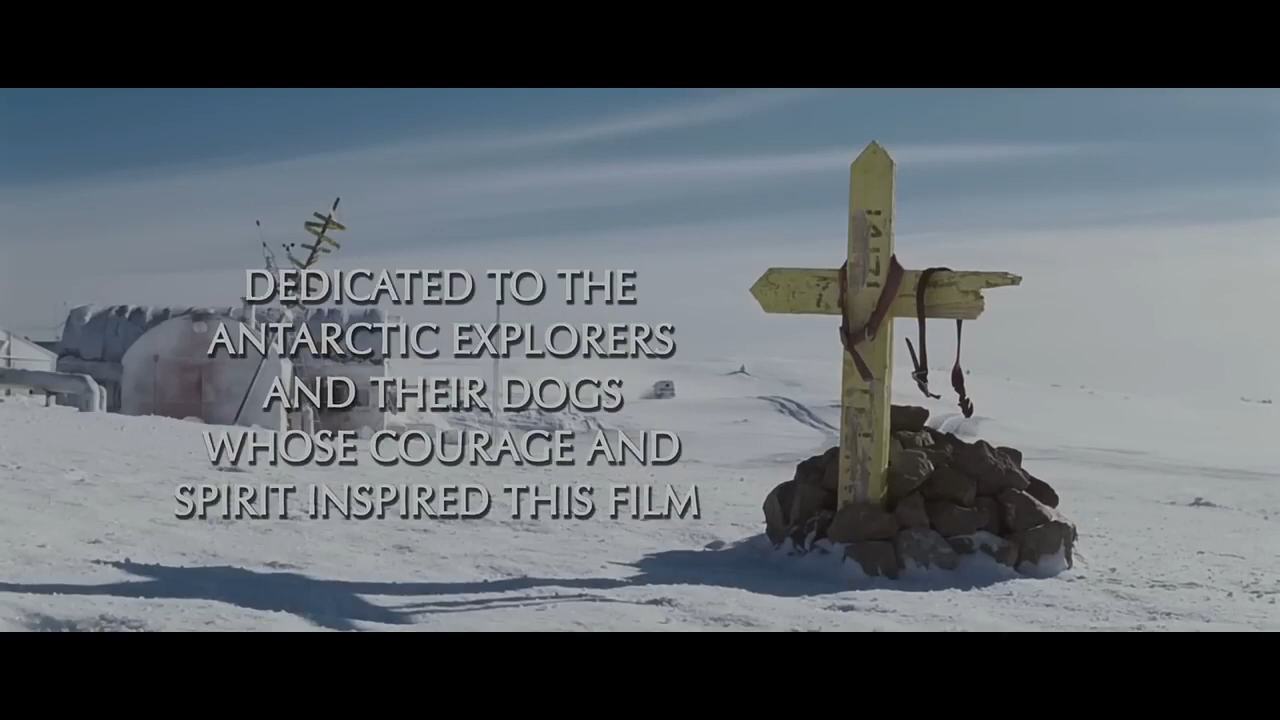 DEDICATED TO THE
ANTARCTIC EXPLORERS
AND THEIR DOGS
WHOSE COURAGE AND
SPIRIT INSPIRED THIS FILM